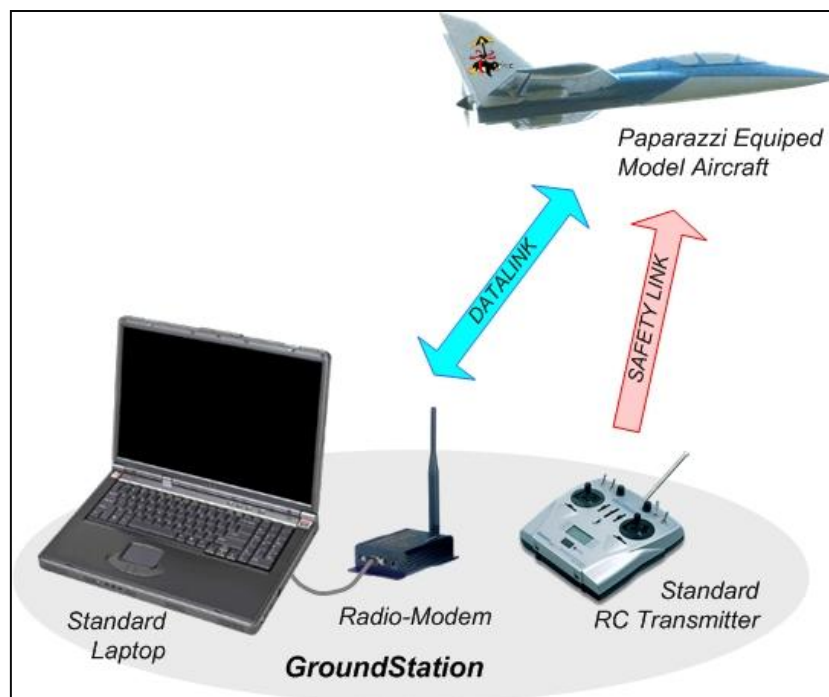 Paparazzi Equiped
Model Aircraft
DATALINK
SAFETY LINK
Standard
Laptop
Radio-Modem
Standard
RC Transmitter
GroundStation